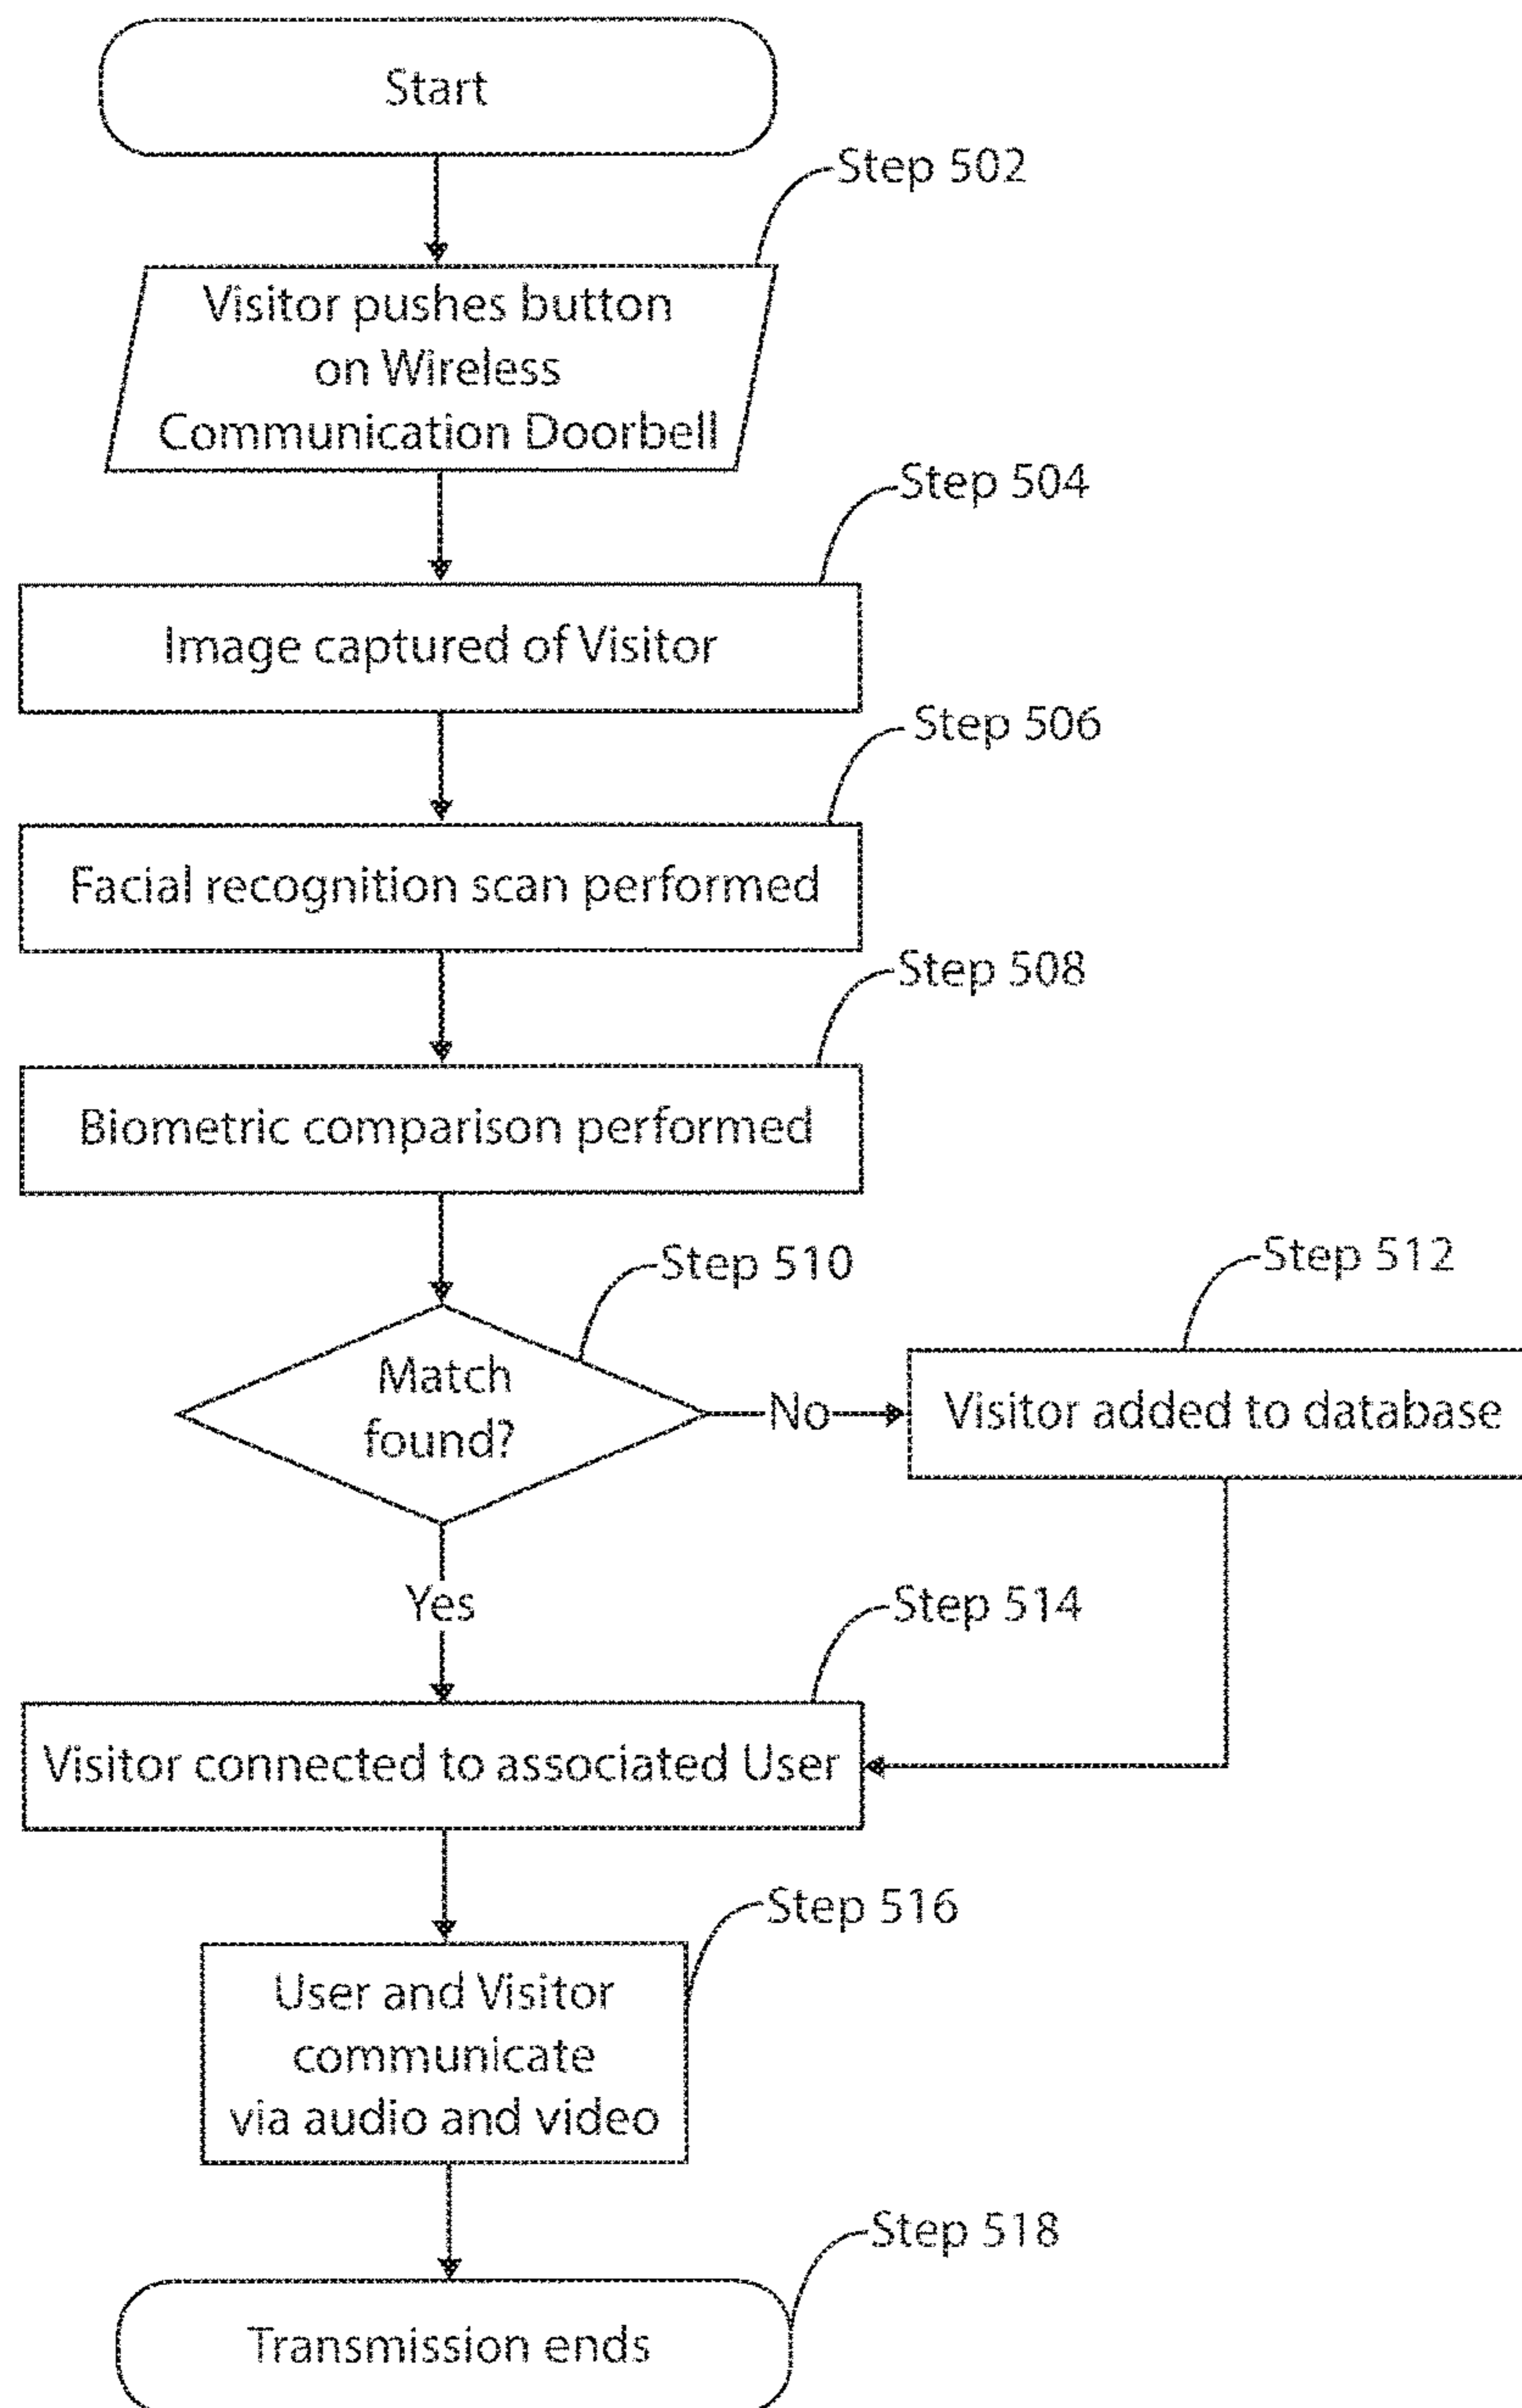 Start
Step 502
Visitor pushes button
on Wireless
Communication Doorbell
Step 504
Image captured of Visitor
Step 506
Facial recognition scan performed
Step 508
Biometric comparison performed
Step 510
Step 512
Match
found?
No
Visitor added to database
Yes
Step 514
Visitor connected to associated User
Step 516
User and Visitor
communicate
via audio and video
Step 518
Transmission ends